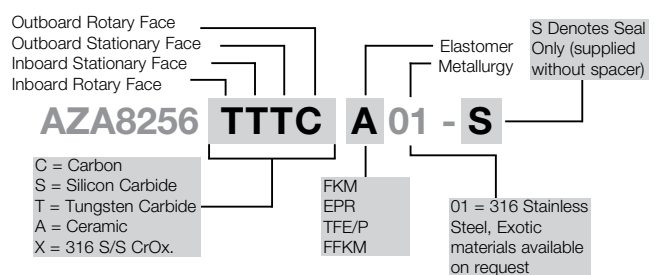 Outboard Rotary Face
Outboard Stationary Face
Inboard Stationary Face
Inboard Rotary Face
Elastomer
Metallurgy
S Denotes Seal
Only (supplied
without spacer)
AZA8256 TTTC A 01 - S
C = Carbon
S = Silicon Carbide
T = Tungsten Carbide
A = Ceramic
X = 316 S/S CrOx.
FKM
EPR
TFE/P
FFKM
01 = 316 Stainless
Steel, Exotic
materials available
on request